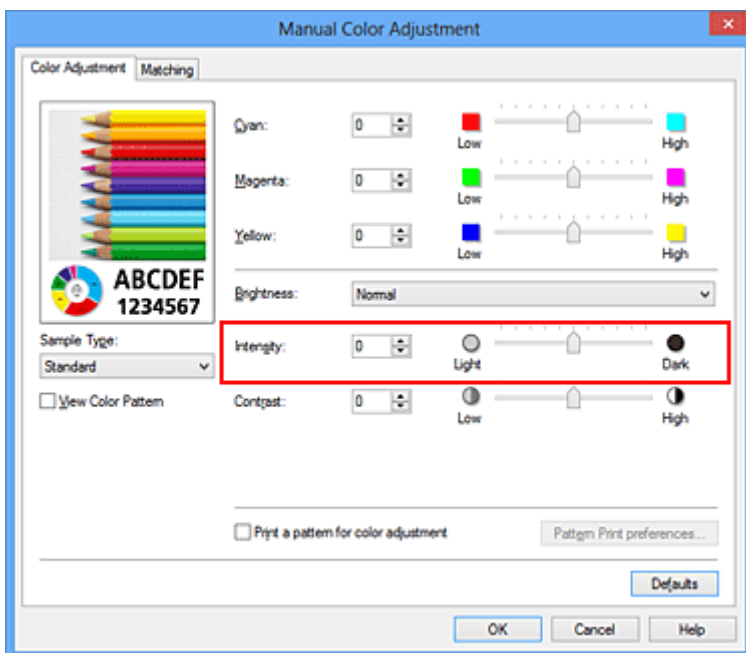 Manual Color Adjustment
Color Adjustment
Matching
ABCDEF
1234567
Sample Type:
Standard
View Color Pattern
Cyan: 0 Low High
Magenta: 0 Low High
Yellow: 0 Low High
Brightness: Normal
Intensity: 0 Light Dark
Contrast: 0 Low High
Print a pattern for color adjustment
Pattern Print preferences...
Defaults
OK Cancel Help